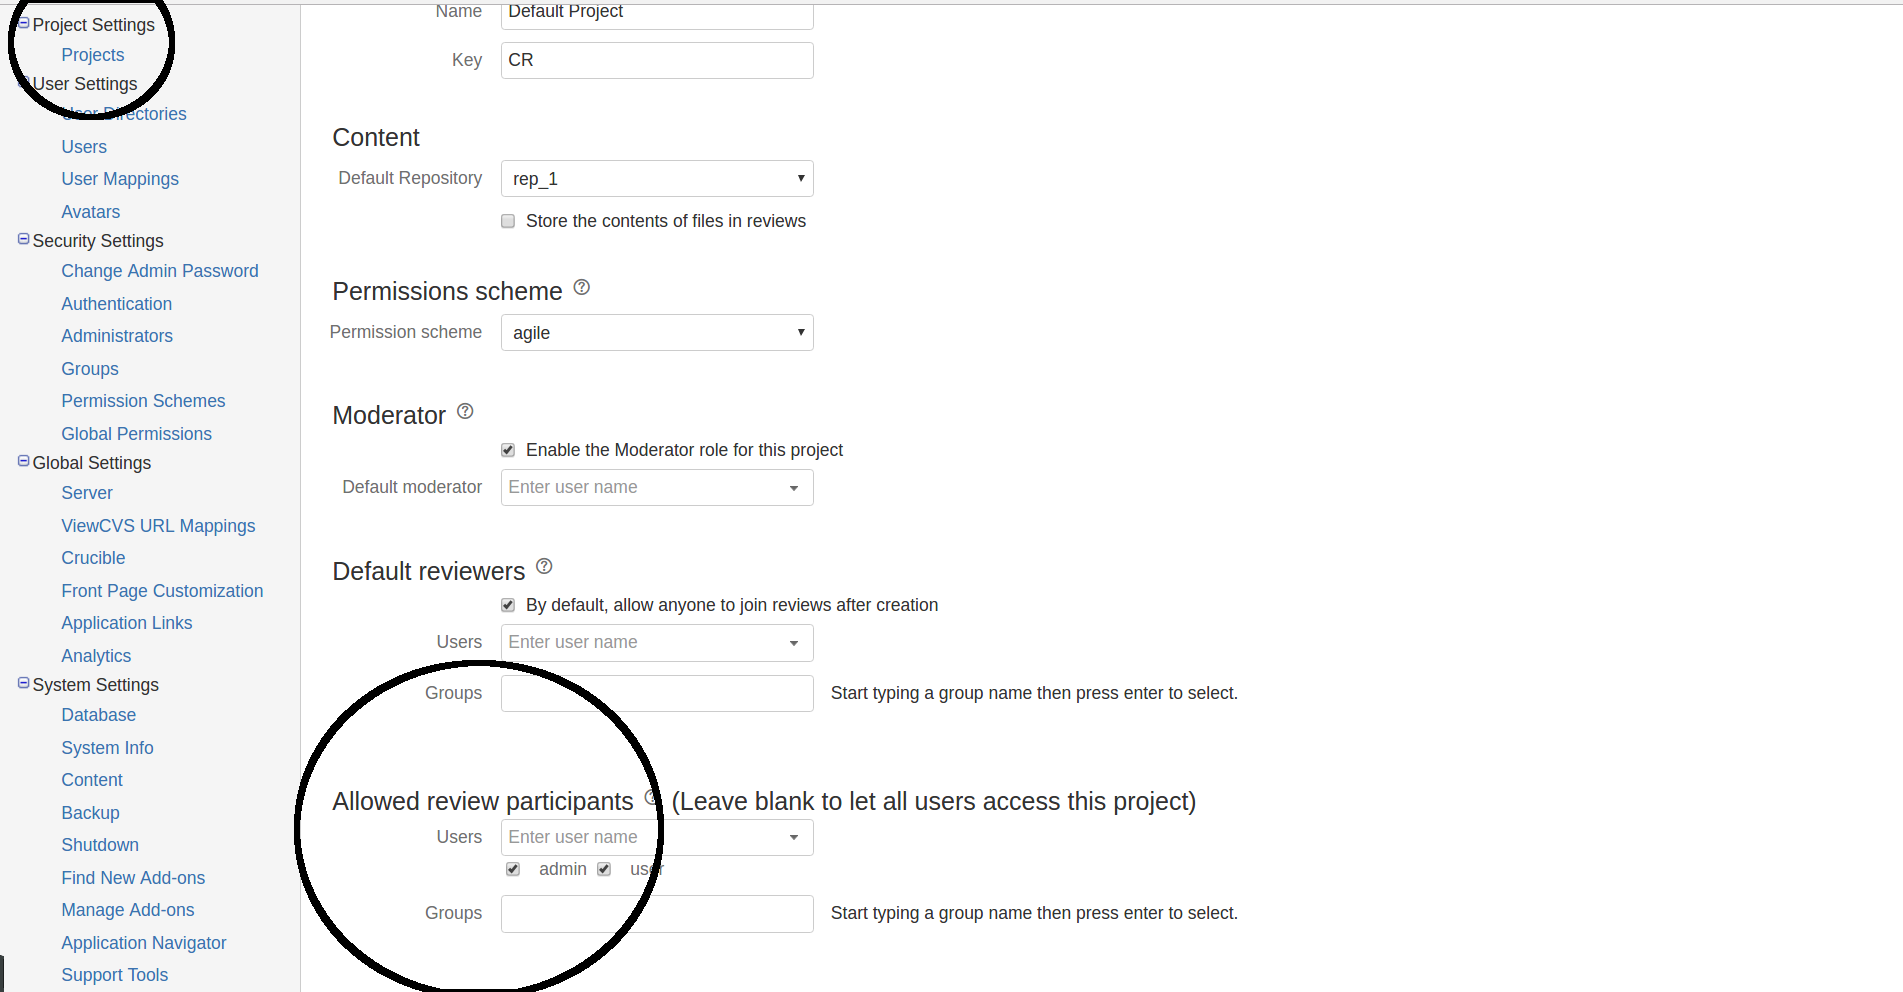 Project Settings
Projects
User Settings
User Directories
Users
User Mappings
Avatars
Security Settings
Change Admin Password
Authentication
Administrators
Groups
Permission Schemes
Global Permissions
Global Settings
Server
ViewCVS URL Mappings
Crucible
Front Page Customization
Application Links
Analytics
System Settings
Database
System Info
Content
Backup
Shutdown
Find New Add-ons
Manage Add-ons
Application Navigator
Support Tools
Name Default Project
Key CR
Content
Default Repository rep_1
Store the contents of files in reviews
Permissions scheme ?
Permission scheme agile
Moderator ?
Enable the Moderator role for this project
Default moderator Enter user name
Default reviewers ?
By default, allow anyone to join reviews after creation
Users Enter user name
Groups Start typing a group name then press enter to select.
Allowed review participants ? (Leave blank to let all users access this project)
Users Enter user name
admin user
Groups Start typing a group name then press enter to select.